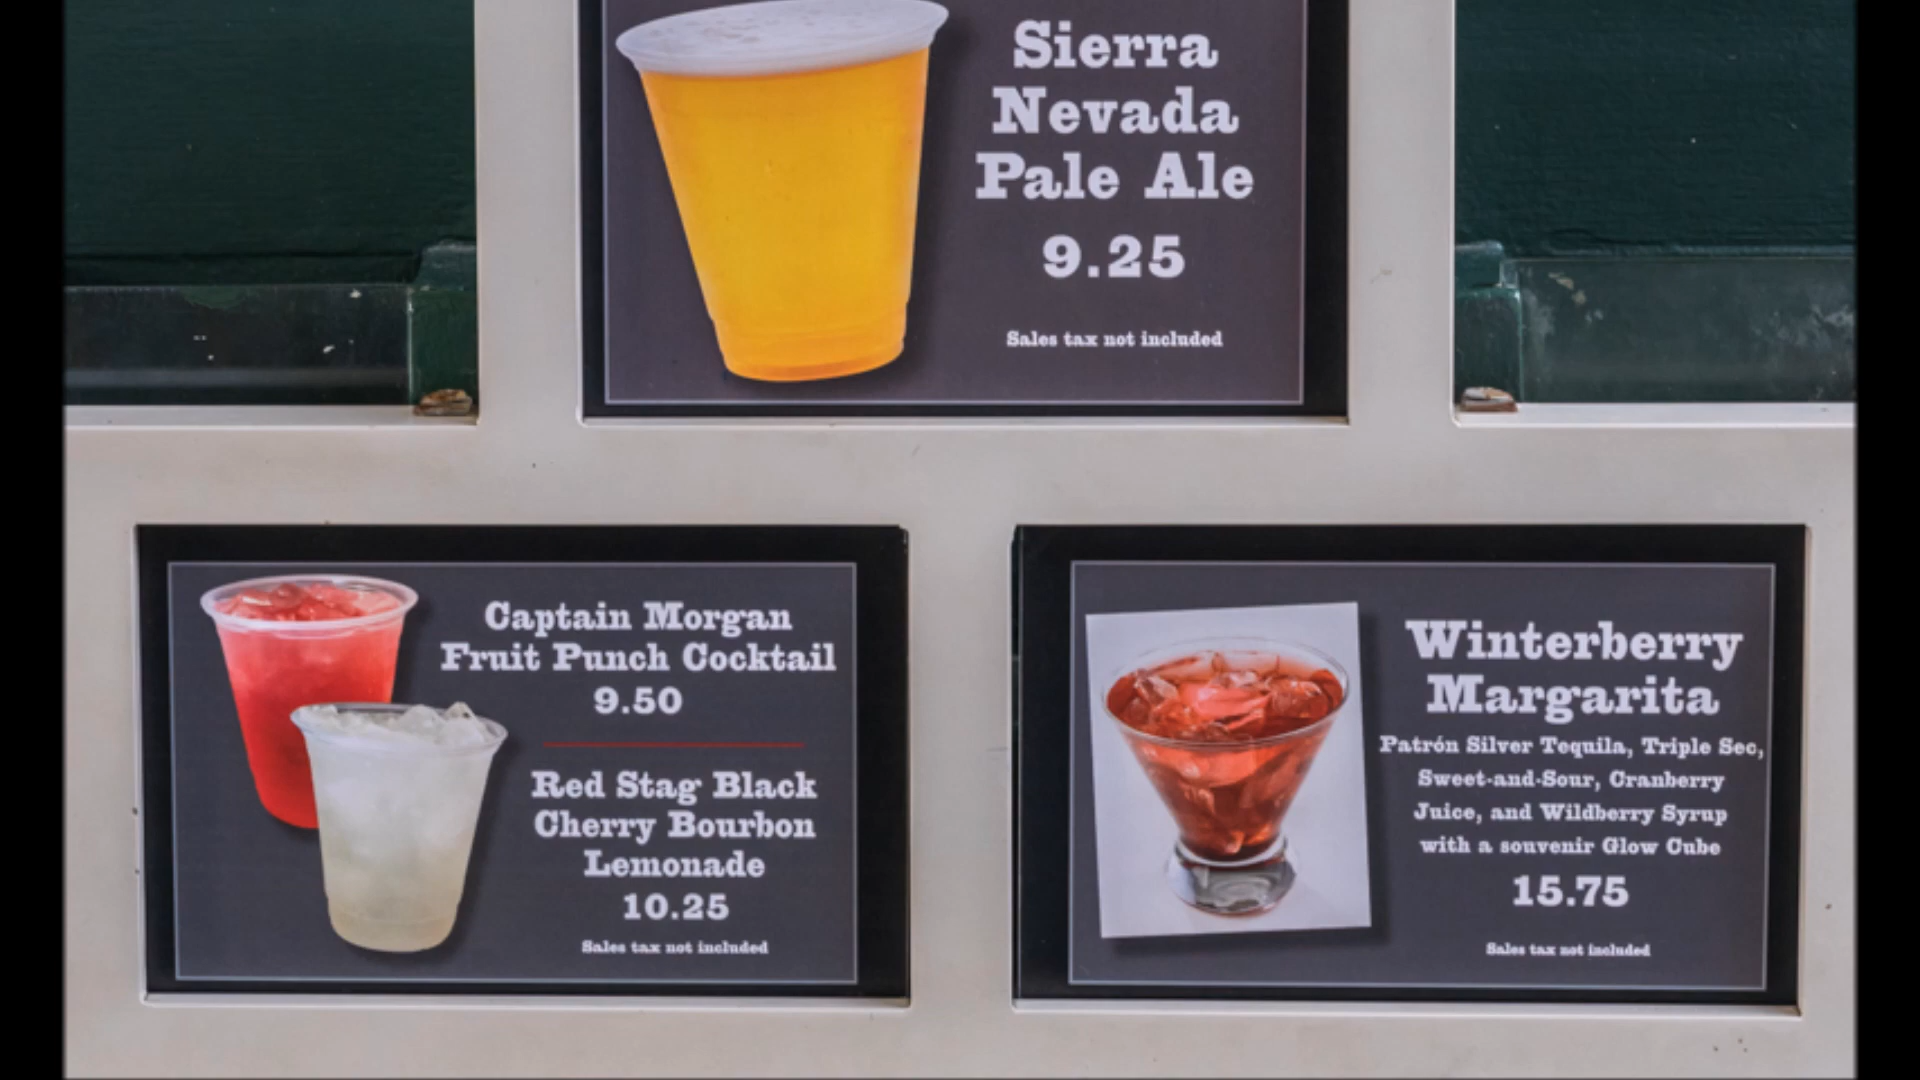 Sierra
Nevada
Pale Ale
9.25
Sales tax not included
Captain Morgan
Fruit Punch Cocktail
9.50
Red Stag Black
Cherry Bourbon
Lemonade
10.25
Sales tax not included
Winterberry
Margarita
Patrón Silver Tequila, Triple Sec,
Sweet-and-Sour, Cranberry
Juice, and Wildberry Syrup
with a souvenir Glow Cube
15.75
Sales tax not included